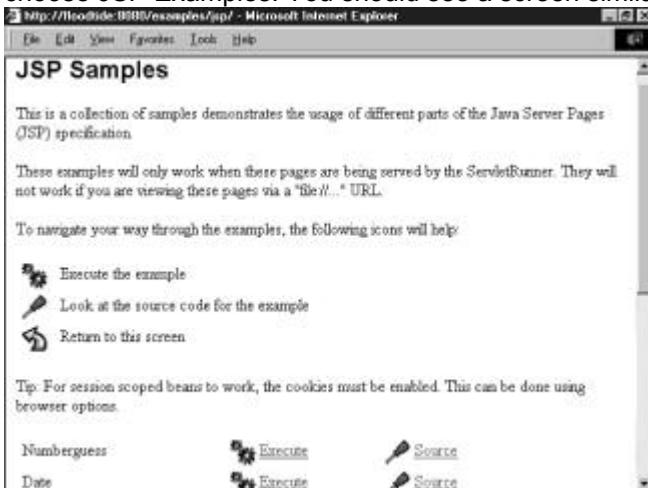 choose JSP Examples. You should see a screen simila
http://floodtide:8080/examples/jsp/ - Microsoft Internet Explorer
File Edit View Favorites Tools Help
JSP Samples
This is a collection of samples demonstrates the usage of different parts of the Java Server Pages
(JSP) specification.
These examples will only work when these pages are being served by the ServletRunner. They will
not work if you are viewing these pages via a "file://..." URL.
To navigate your way through the examples, the following icons will help:
Execute the example
Look at the source code for the example
Return to this screen
Tip: For session scoped beans to work, the cookies must be enabled. This can be done using
browser options.
Numberguess Execute Source
Date Execute Source